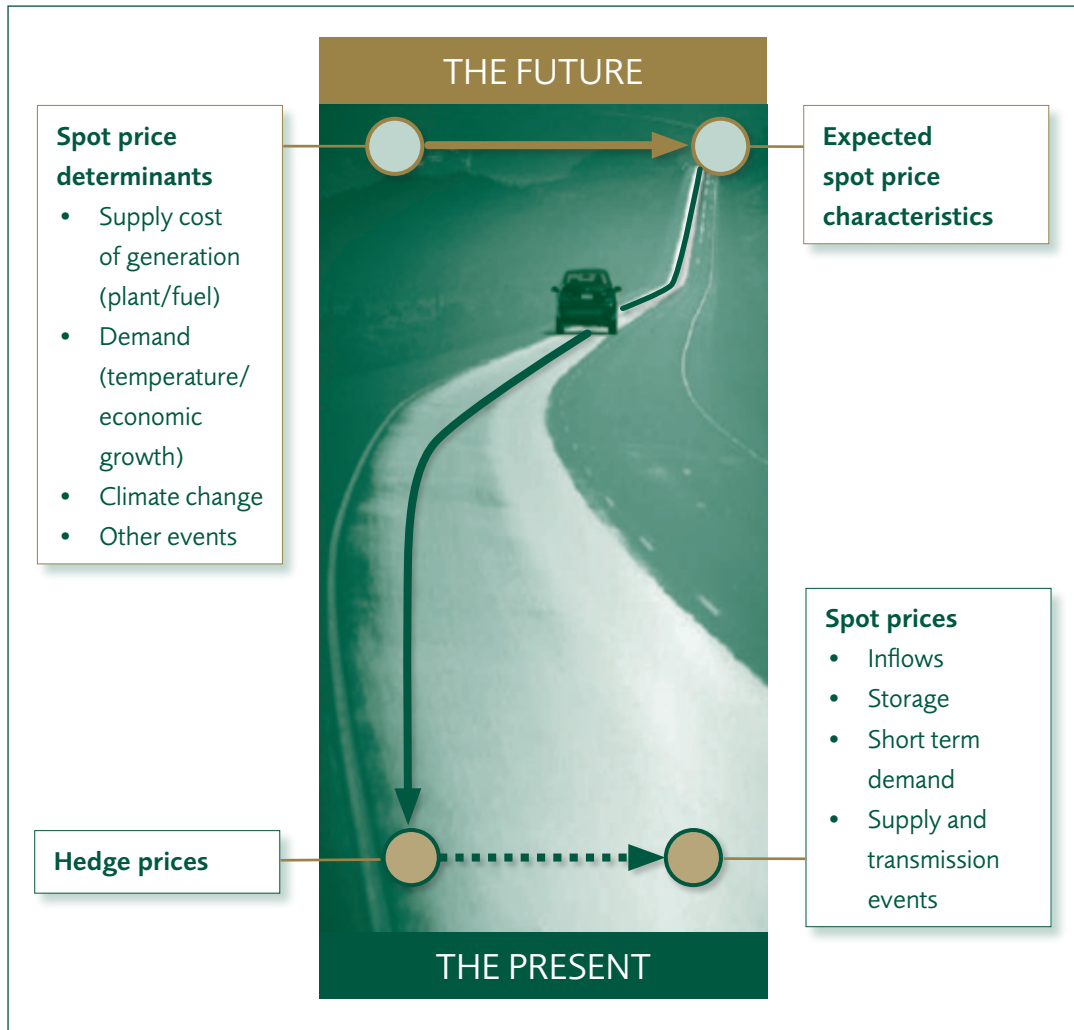 THE FUTURE
Spot price
determinants
• Supply cost
of generation
(plant/fuel)
• Demand
(temperature/
economic
growth)
• Climate change
• Other events
Expected
spot price
characteristics
Spot prices
• Inflows
• Storage
• Short term
demand
• Supply and
transmission
events
Hedge prices
THE PRESENT